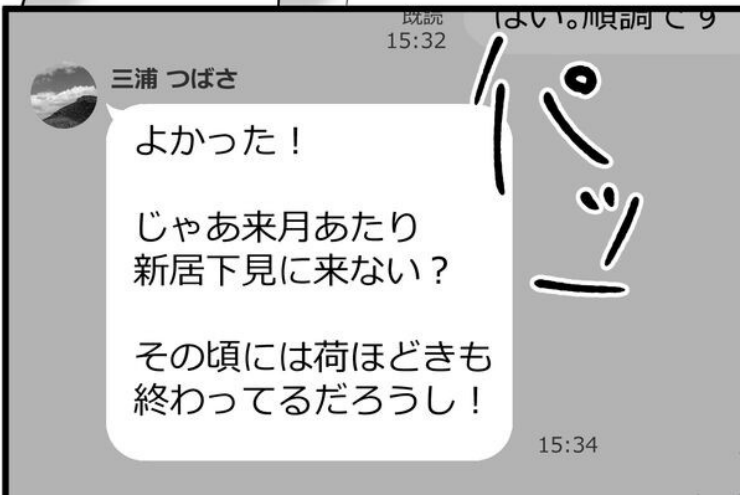 既読
15:32
はい。順調です
三浦 つばさ
よかった！
じゃあ来月あたり
新居下見に来ない？
その頃には荷ほどきも
終わってるだろうし！
15:34
パッ